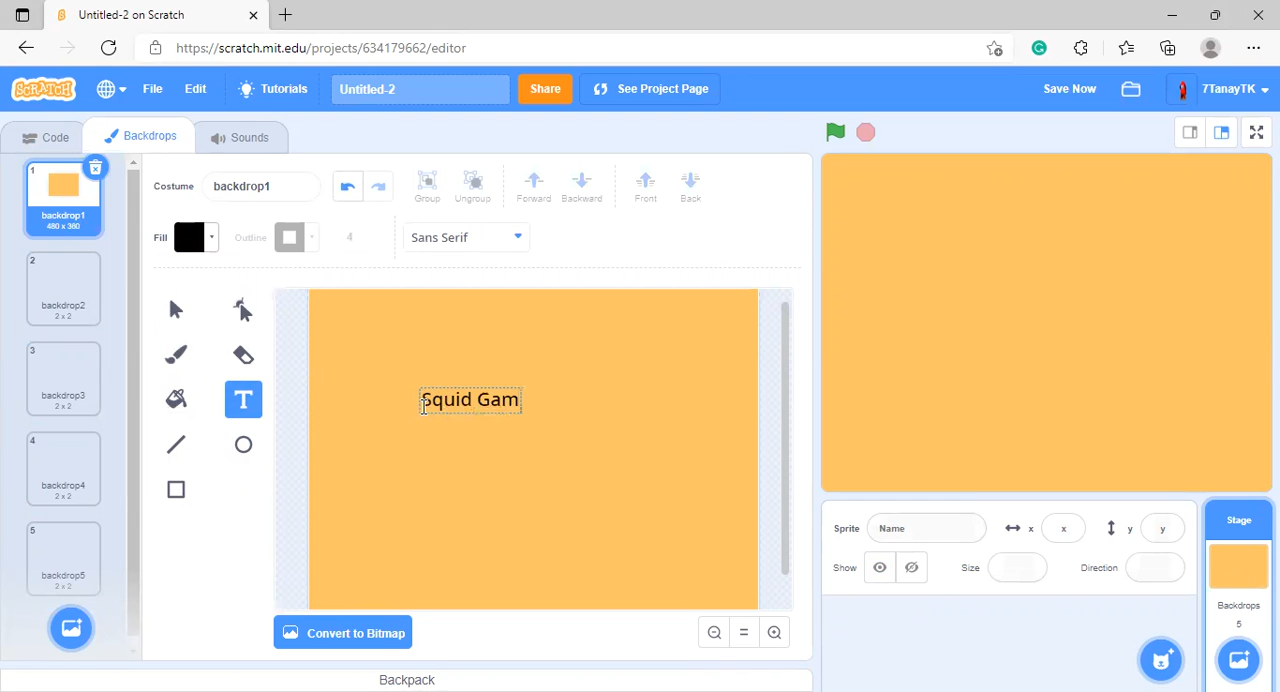 Untitled-2 on Scratch
https://scratch.mit.edu/projects/634179662/editor
SCRATCH File Edit Tutorials Untitled-2 Share See Project Page Save Now 7TanayTK
Code Backdrops Sounds
1
backdrop1
480 x 360
2
backdrop2
2 x 2
3
backdrop3
2 x 2
4
backdrop4
2 x 2
5
backdrop5
2 x 2
Costume backdrop1 Group Ungroup Forward Backward Front Back
Fill Outline 4 Sans Serif
T
Squid Gam
Convert to Bitmap
Backpack
Sprite Name x x y y
Show Size Direction
Stage
Backdrops
5